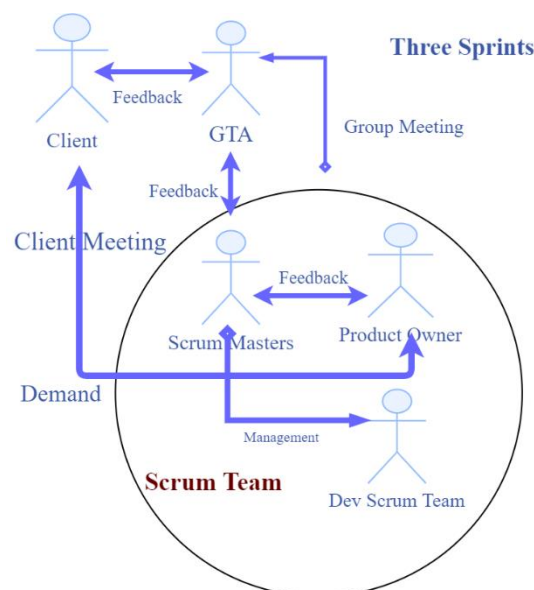 Three Sprints
Feedback
Client
GTA
Group Meeting
Feedback
Client Meeting
Feedback
Scrum Masters
Product Owner
Demand
Management
Scrum Team
Dev Scrum Team